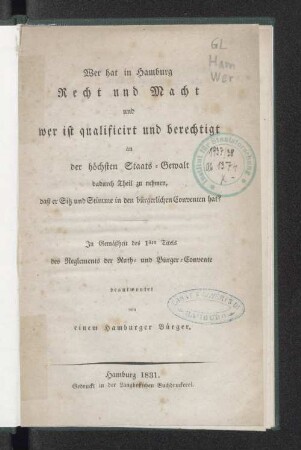 GL
Ham
Wer
Wer hat in Hamburg
Recht und Macht
und
wer ist qualificirt und berechtigt
an
der höchsten Staats-Gewalt
dadurch Theil zu nehmen,
daß er Sitz und Stimme in den bürgerlichen Conventen hat?
In Gemäßheit des 1sten Titels
des Reglements der Rath- und Bürger-Convente
beantwortet
von
einem Hamburger Bürger.
Hamburg 1831.
Gedruckt in der Langhoffschen Buchdruckerei.